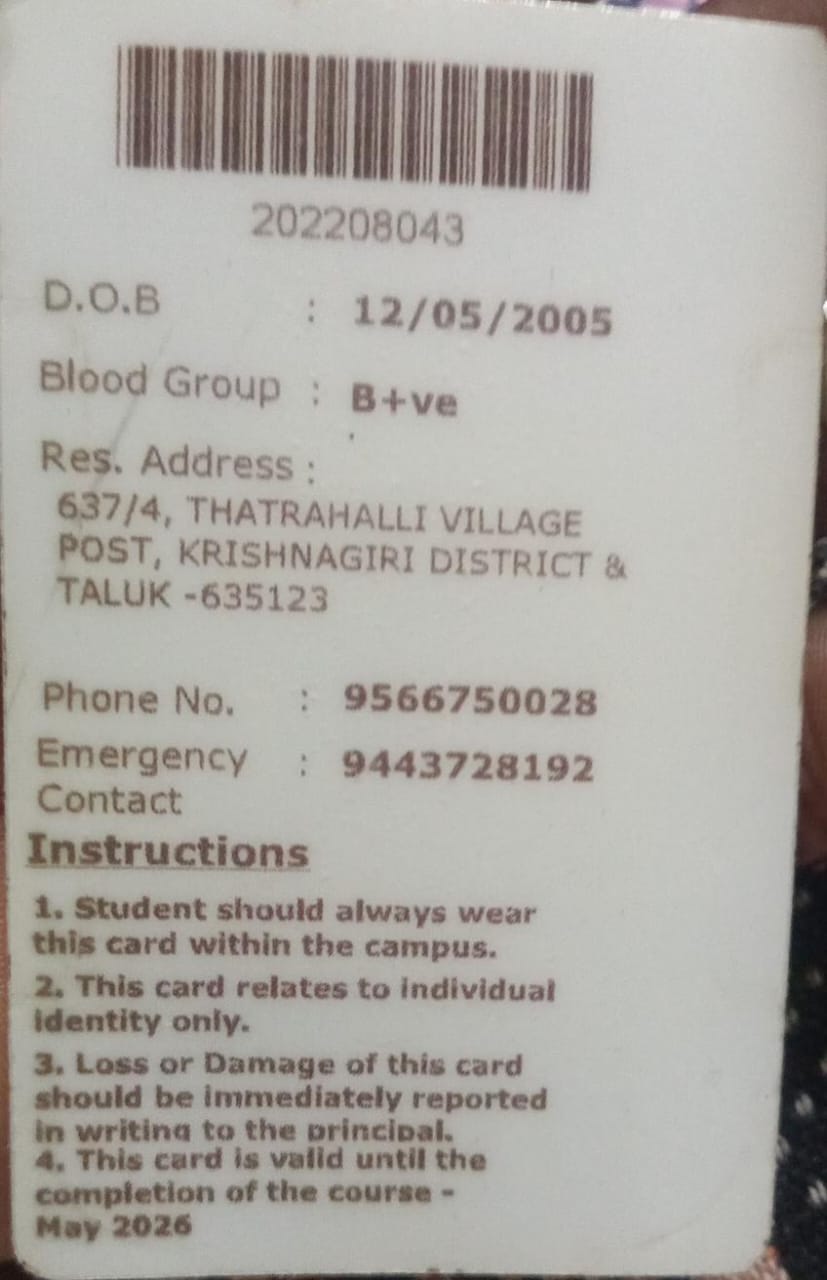 202208043
D.O.B : 12/05/2005
Blood Group : B+ve
Res. Address :
637/4, THATRAHALLI VILLAGE
POST, KRISHNAGIRI DISTRICT &
TALUK -635123
Phone No. : 9566750028
Emergency : 9443728192
Contact
Instructions
1. Student should always wear
this card within the campus.
2. This card relates to individual
identity only.
3. Loss or Damage of this card
should be immediately reported
in writing to the principal.
4. This card is valid until the
completion of the course -
May 2026